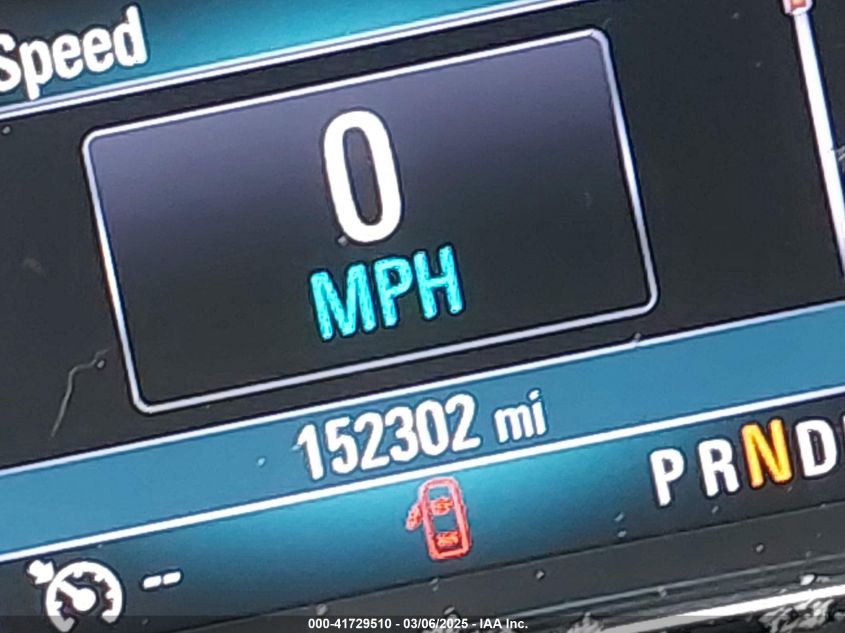 Speed
0
MPH
152302 mi
PRND
--
000-41729510 - 03/06/2025 - IAA Inc.